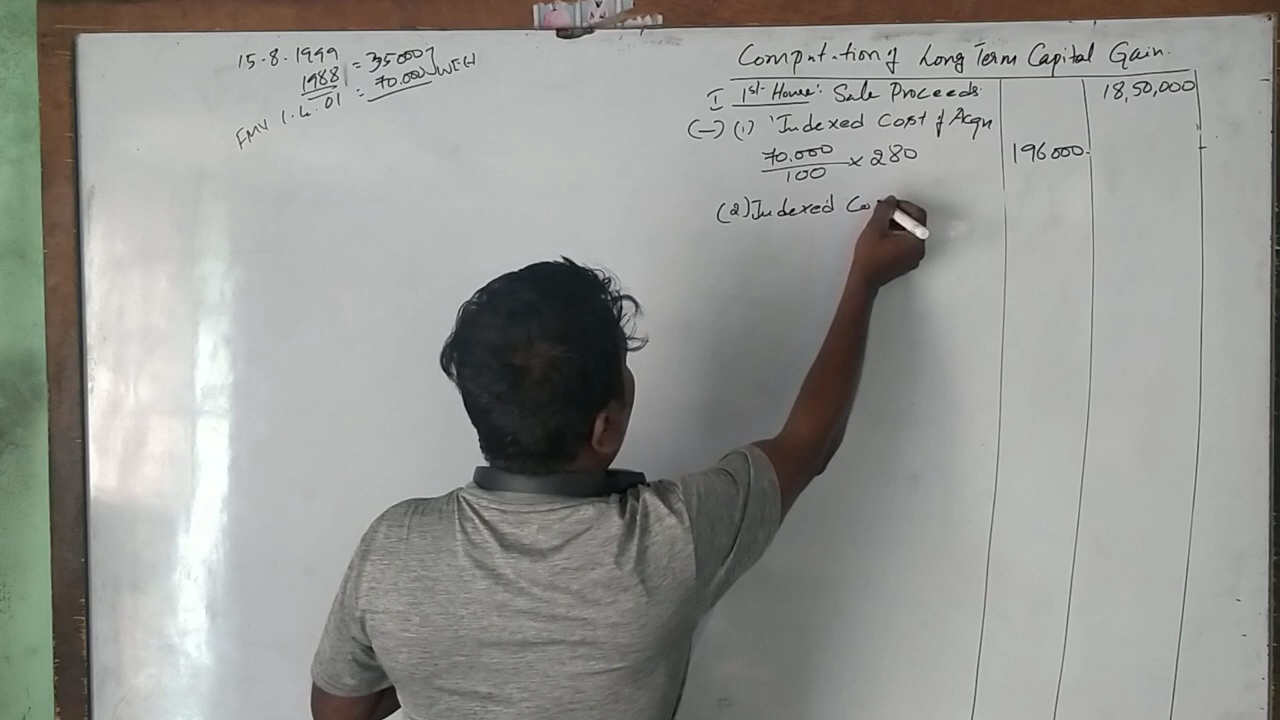 15.8.1999 = 35000
1988
FMV 1.4.01 = 70.000
WEH
Computation of Long Term Capital Gain.
I 1st House: Sale Proceeds. 18,50,000
(-) (1) Indexed Cost of Acqn
70.000
100 × 280 196000.
(2) Indexed Co